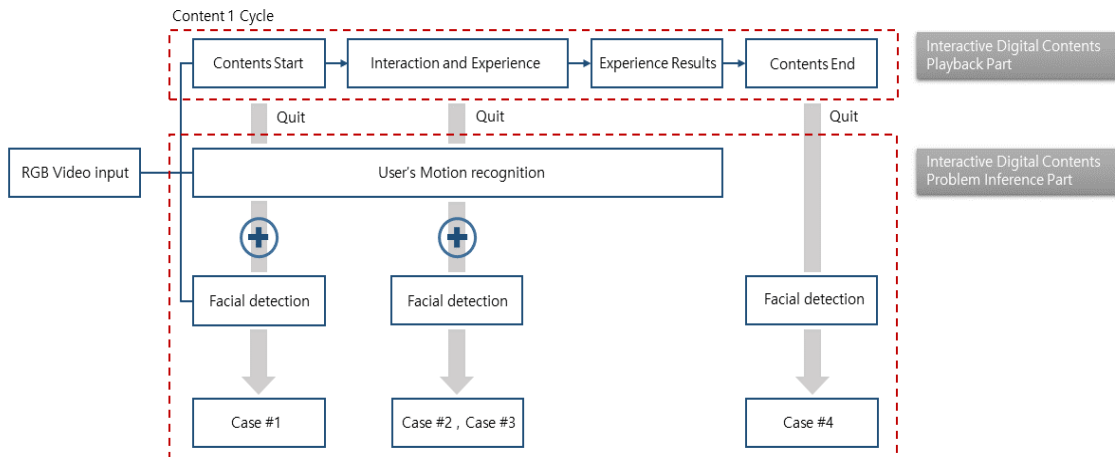 Content 1 Cycle
Contents Start
Interaction and Experience
Experience Results
Contents End
Interactive Digital Contents
Playback Part
Quit
Quit
Quit
RGB Video input
User's Motion recognition
Interactive Digital Contents
Problem Inference Part
Facial detection
Facial detection
Facial detection
Case #1
Case #2 , Case #3
Case #4